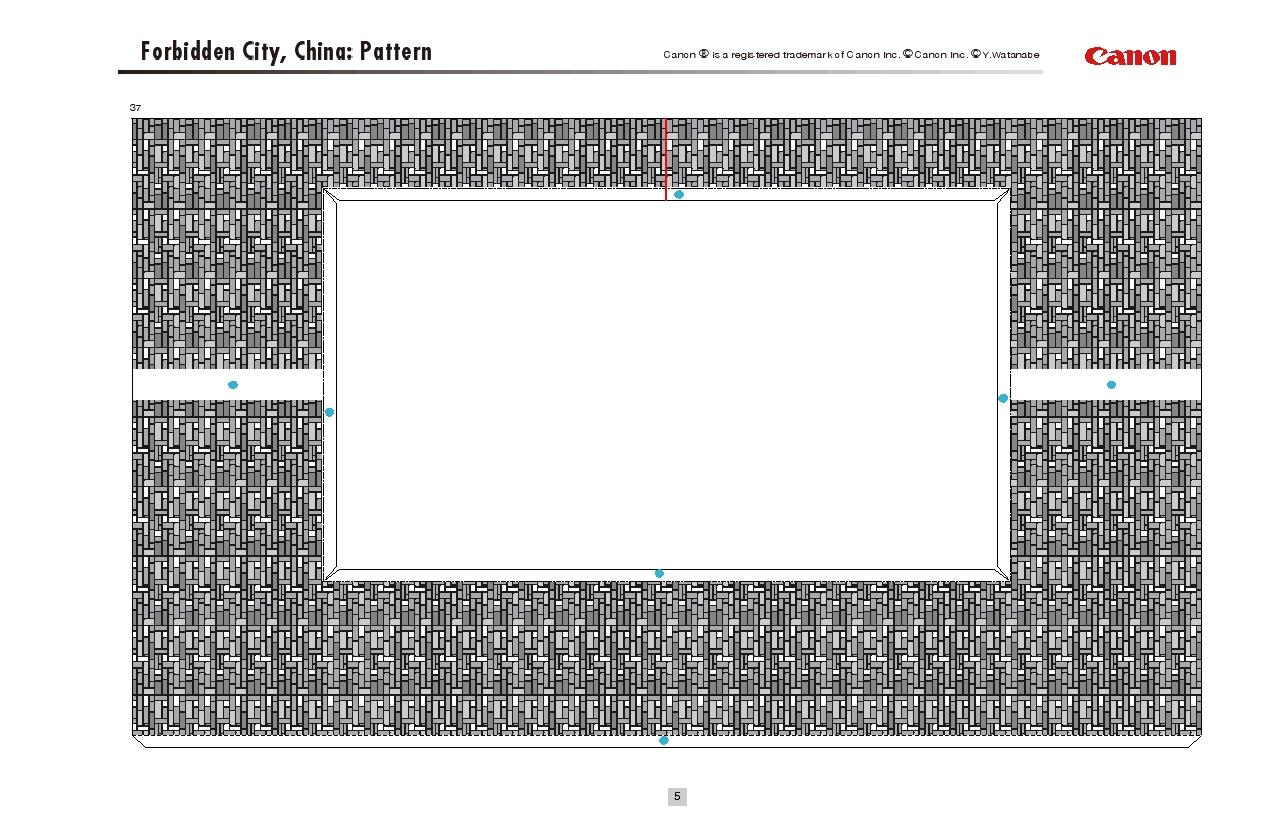 Forbidden City, China: Pattern
Canon ® is a registered trademark of Canon Inc. © Canon Inc. © Y.Watanabe
Canon
37
5